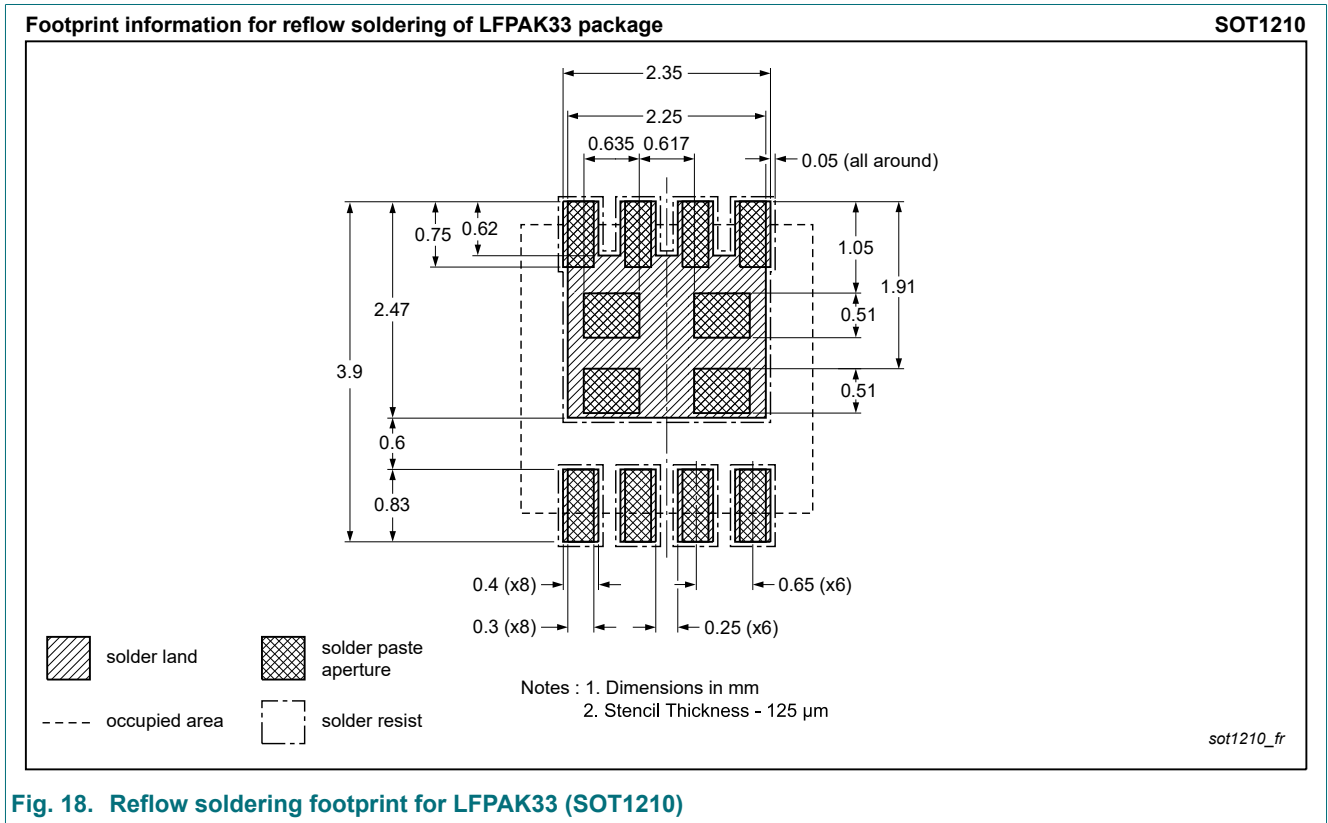 Footprint information for reflow soldering of LFPAK33 package SOT1210
2.35
2.25
0.635 0.617
0.05 (all around)
0.75 0.62
1.05
1.91
2.47
0.51
3.9
0.51
0.6
0.83
0.4 (x8) 0.65 (x6)
0.3 (x8) 0.25 (x6)
solder land
solder paste
aperture
occupied area
solder resist
Notes : 1. Dimensions in mm
2. Stencil Thickness - 125 µm
sot1210_fr
Fig. 18. Reflow soldering footprint for LFPAK33 (SOT1210)